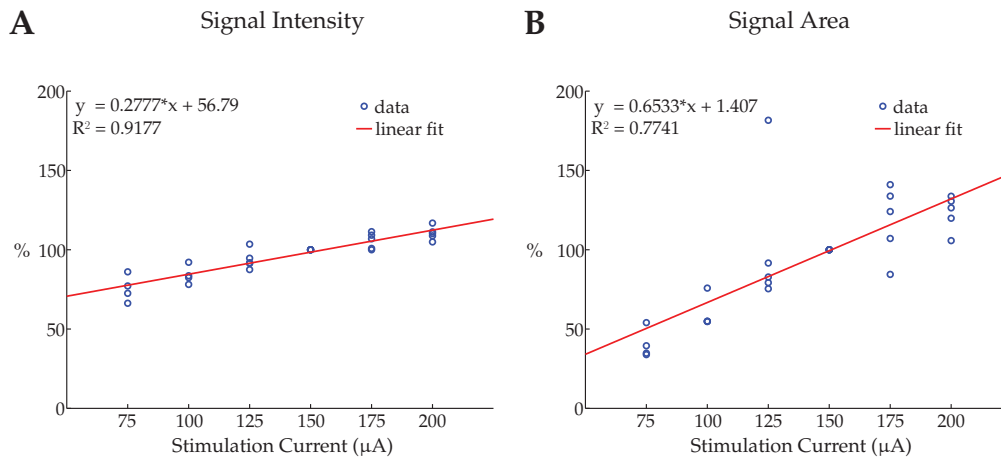 A
Signal Intensity
y = 0.2777*x + 56.79
R² = 0.9177
data
linear fit
200
150
%
100
50
0
75 100 125 150 175 200
Stimulation Current (µA)
B
Signal Area
y = 0.6533*x + 1.407
R² = 0.7741
data
linear fit
200
150
%
100
50
0
75 100 125 150 175 200
Stimulation Current (µA)